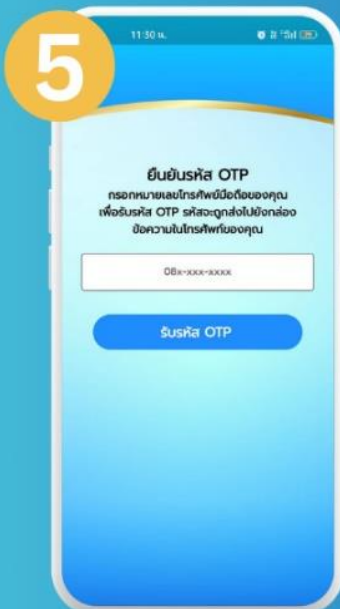 5
11:30 น.
ยืนยันรหัส OTP
กรอกหมายเลขโทรศัพท์มือถือของคุณ
เพื่อรับรหัส OTP รหัสจะถูกส่งไปยังกล่อง
ข้อความในโทรศัพท์ของคุณ
08x-xxx-xxxx
รับรหัส OTP